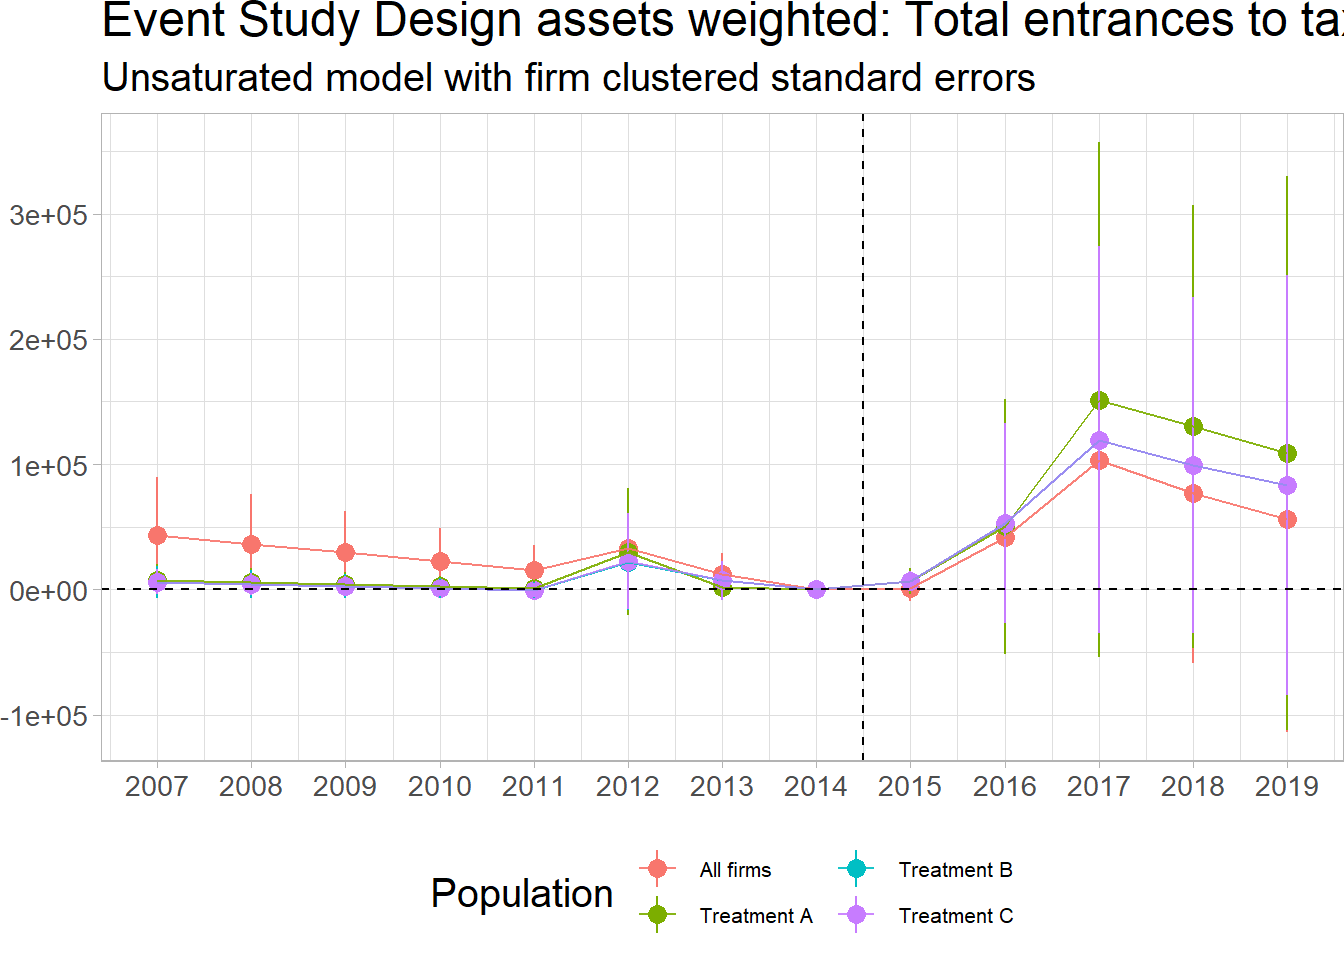 Event Study Design assets weighted: Total entrances to
Unsaturated model with firm clustered standard errors
3e+05
2e+05
1e+05
0e+00
-1e+05
2007 2008 2009 2010 2011 2012 2013 2014 2015 2016 2017 2018 2019
Population
All firms
Treatment A
Treatment B
Treatment C